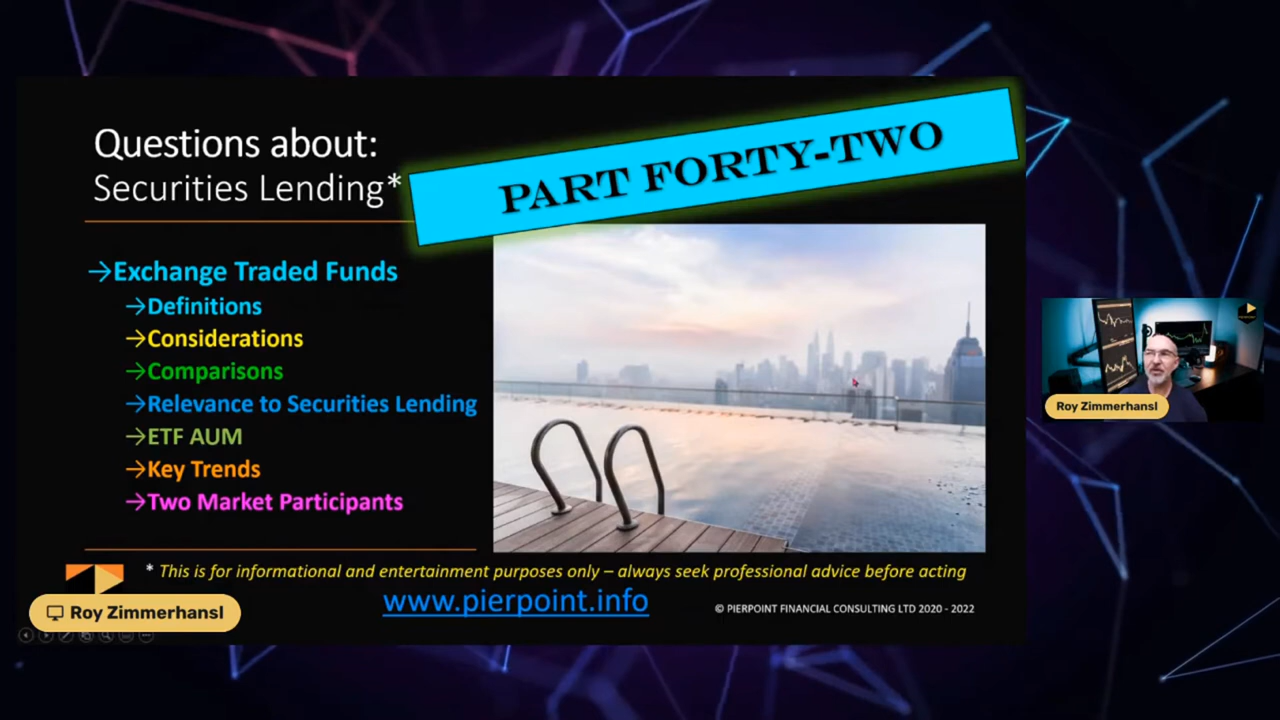 Questions about:
Securities Lending*
PART FORTY-TWO
→Exchange Traded Funds
→Definitions
→Considerations
→Comparisons
→Relevance to Securities Lending
→ETF AUM
→Key Trends
→Two Market Participants
* This is for informational and entertainment purposes only – always seek professional advice before acting
www.pierpoint.info
© PIERPOINT FINANCIAL CONSULTING LTD 2020 - 2022
Roy Zimmerhansl
Roy Zimmerhansl